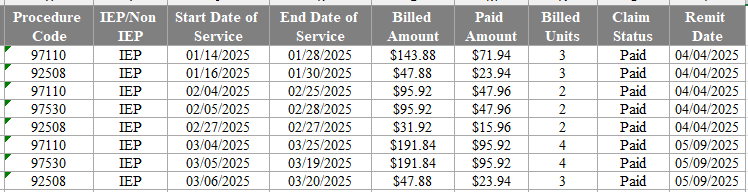 Procedure IEP/Non Start Date of End Date of Billed Paid Billed Claim Remit
Code IEP Service Service Amount Amount Units Status Date
97110 IEP 01/14/2025 01/28/2025 $143.88 $71.94 3 Paid 04/04/2025
92508 IEP 01/16/2025 01/30/2025 $47.88 $23.94 3 Paid 04/04/2025
97110 IEP 02/04/2025 02/25/2025 $95.92 $47.96 2 Paid 04/04/2025
97530 IEP 02/05/2025 02/28/2025 $95.92 $47.96 2 Paid 04/04/2025
92508 IEP 02/27/2025 02/27/2025 $31.92 $15.96 2 Paid 04/04/2025
97110 IEP 03/04/2025 03/25/2025 $191.84 $95.92 4 Paid 05/09/2025
97530 IEP 03/05/2025 03/19/2025 $191.84 $95.92 4 Paid 05/09/2025
92508 IEP 03/06/2025 03/20/2025 $47.88 $23.94 3 Paid 05/09/2025